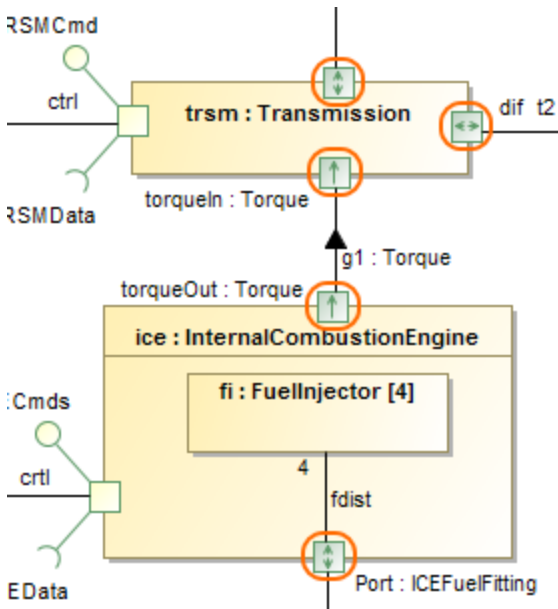 RSMCmd
ctrl
trsm : Transmission
dif t2
torqueIn : Torque
RSMData
g1 : Torque
torqueOut : Torque
ice : InternalCombustionEngine
fi : FuelInjector [4]
ECmds
4
crtl
fdist
EData
Port : ICEFuelFitting